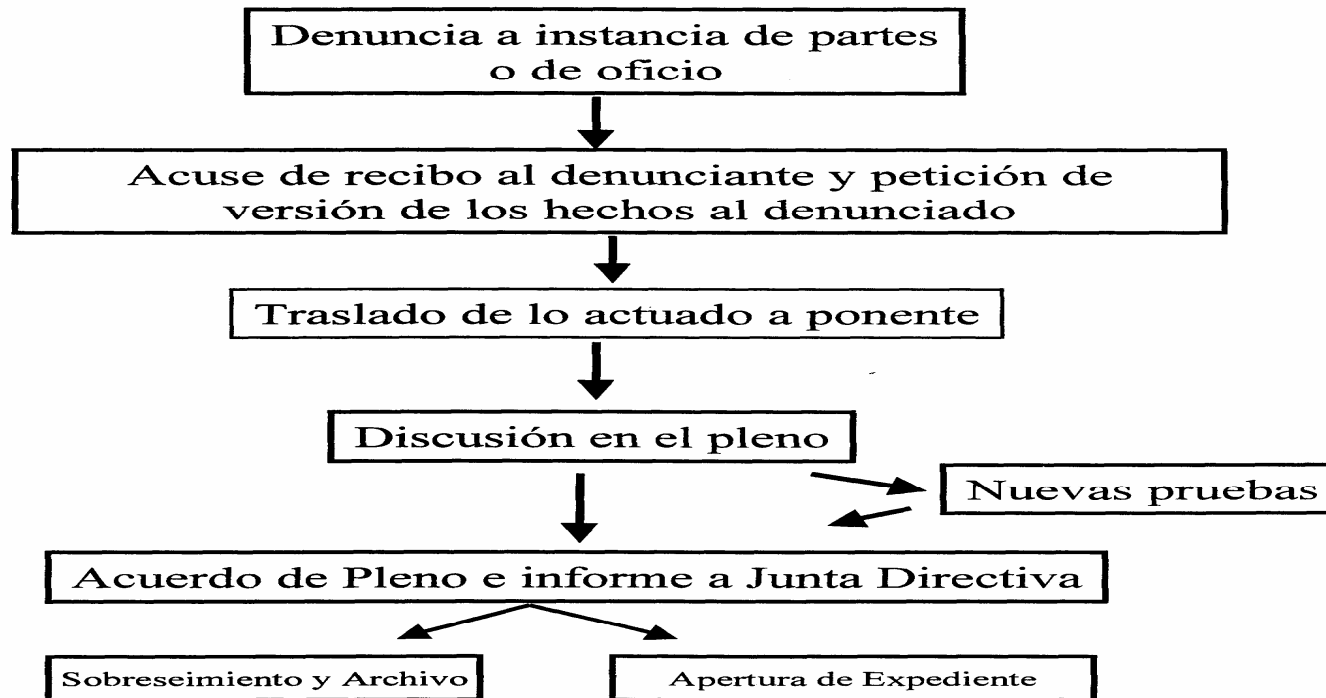 Denuncia a instancia de partes
o de oficio
Acuse de recibo al denunciante y petición de
versión de los hechos al denunciado
Traslado de lo actuado a ponente
Discusión en el pleno
Nuevas pruebas
Acuerdo de Pleno e informe a Junta Directiva
Sobreseimiento y Archivo
Apertura de Expediente